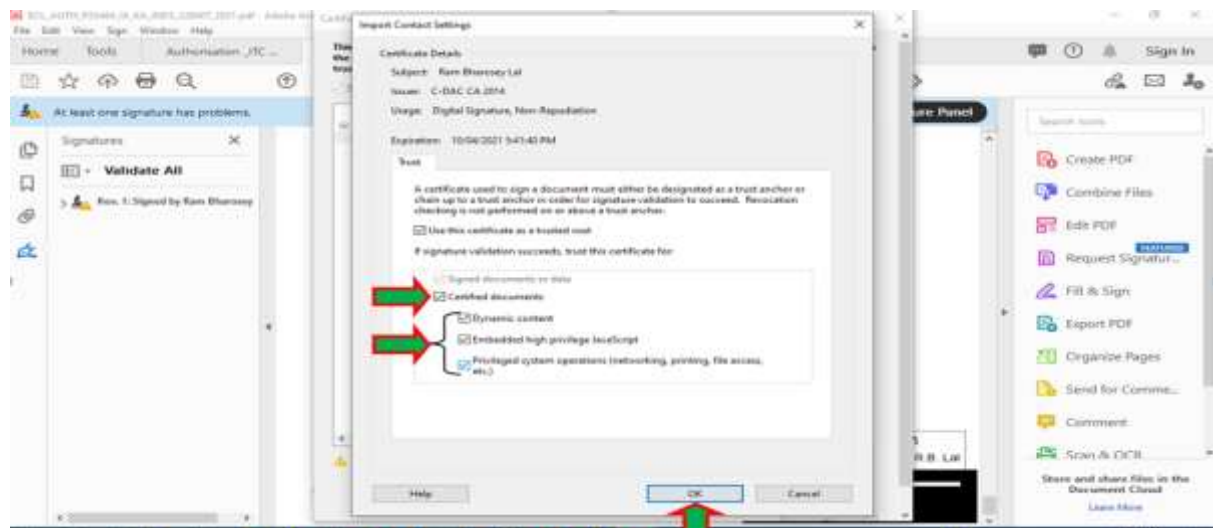 File Edit View Sign Window Help
Home Tools Authorisation _ITC ...
Sign In
At least one signature has problems.
Signatures
Validate All
Rev. 1: Signed by Ram Bharosey
Import Contact Settings
Certificate Details
Subject: Ram Bharosey Lal
Issuer: C-DAC CA 2014
Usage: Digital Signature, Non-Repudiation
Expiration: 10/04/2021 5:41:40 PM
Trust
A certificate used to sign a document must either be designated as a trust anchor or
chain up to a trust anchor in order for signature validation to succeed. Revocation
checking is not performed on or above a trust anchor.
Use this certificate as a trusted root
If signature validation succeeds, trust this certificate for:
Signed documents or data
Certified documents
Dynamic content
Embedded high privilege JavaScript
Privileged system operations (networking, printing, file access,
etc.)
Help
OK
Cancel
ure Panel
R.B. Lal
Search tools
Create PDF
Combine Files
Edit PDF
Request Signatur...
Fill & Sign
Export PDF
Organize Pages
Send for Comme...
Comment
Scan & OCR
Store and share files in the
Document Cloud
Learn More